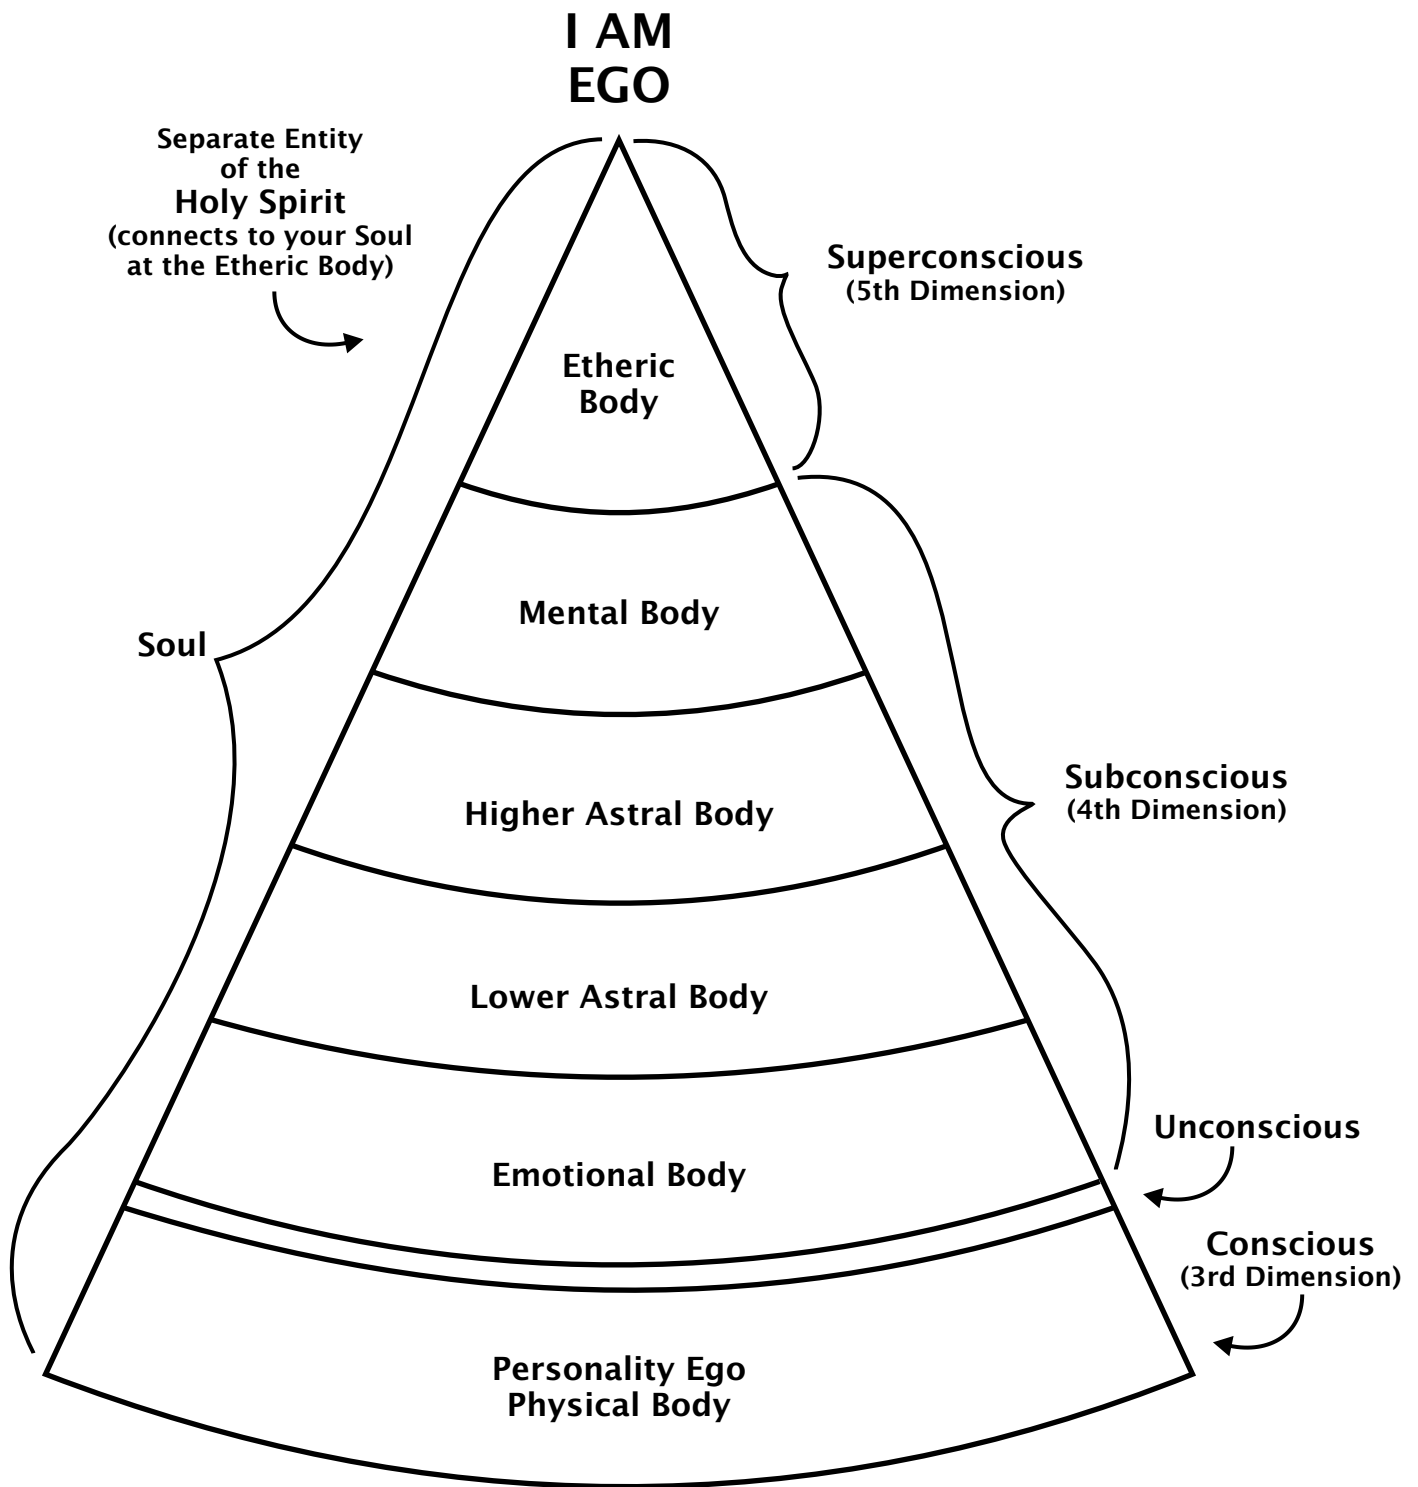 I AM
EGO
Separate Entity
of the
Holy Spirit
(connects to your Soul
at the Etheric Body)
Superconscious
(5th Dimension)
Etheric
Body
Mental Body
Soul
Subconscious
(4th Dimension)
Higher Astral Body
Lower Astral Body
Unconscious
Emotional Body
Conscious
(3rd Dimension)
Personality Ego
Physical Body